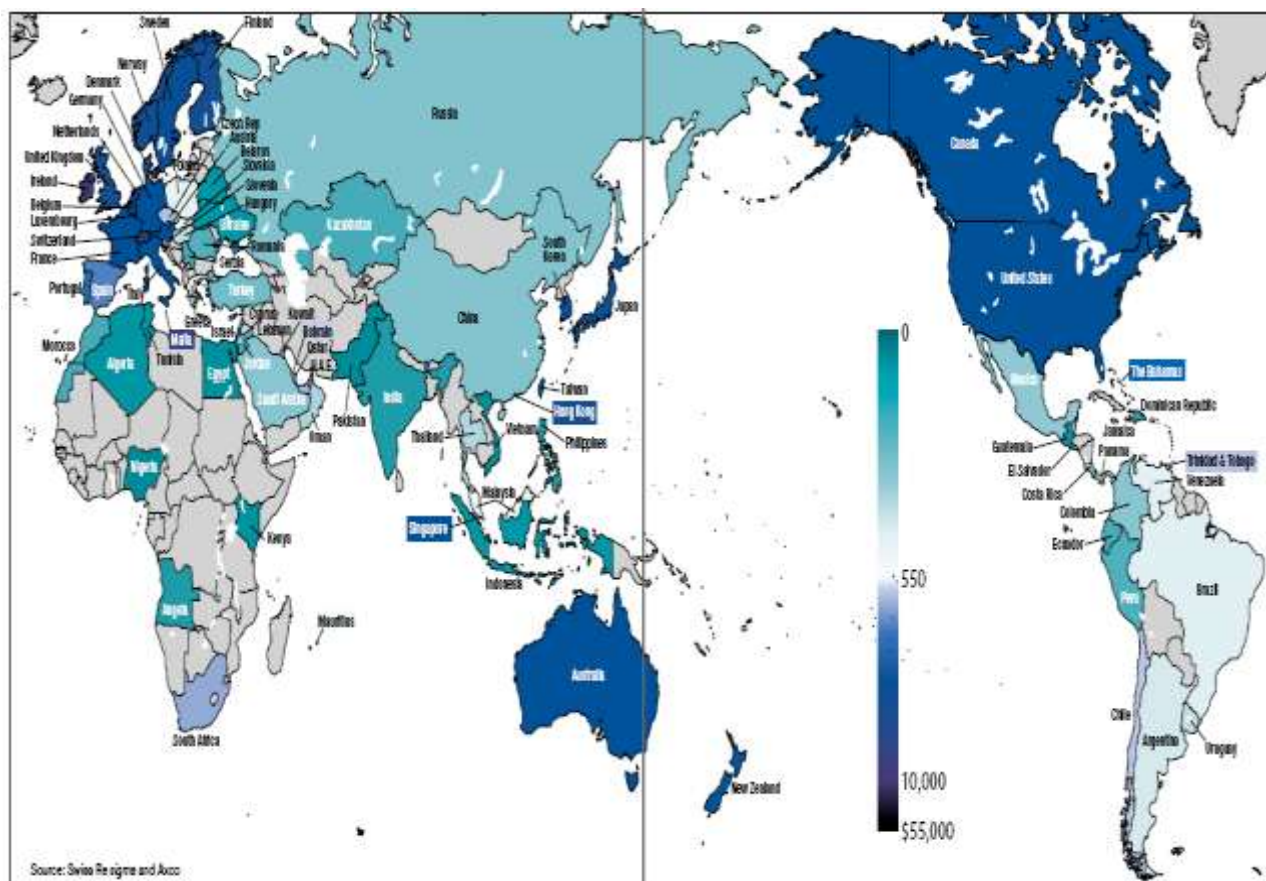 Sweden
Finland
Norway
Denmark
Germany
Netherlands
Czech Rep
Austria
Belarus
Slovakia
Slovenia
Hungary
United Kingdom
Poland
Ireland
Belgium
Luxembourg
Switzerland
France
Ukraine
Romania
Serbia
Portugal
Spain
Italy
Turkey
Greece
Cyprus
Israel
Lebanon
Kuwait
Bahrain
Qatar
U.A.E.
Malta
Morocco
Tunisia
Algeria
Egypt
Jordan
Saudi Arabia
Oman
Pakistan
India
Kazakhstan
Russia
China
South
Korea
Japan
Taiwan
Hong Kong
Vietnam
Thailand
Philippines
Malaysia
Singapore
Indonesia
Nigeria
Kenya
Angola
Mauritius
South Africa
Australia
New Zealand
Canada
United States
Mexico
The Bahamas
Dominican Republic
Jamaica
Guatemala
Panama
El Salvador
Costa Rica
Trinidad & Tobago
Venezuela
Colombia
Ecuador
Peru
Brazil
Chile
Argentina
Uruguay
0
550
10,000
$55,000
Source: Swiss Re sigma and Axco